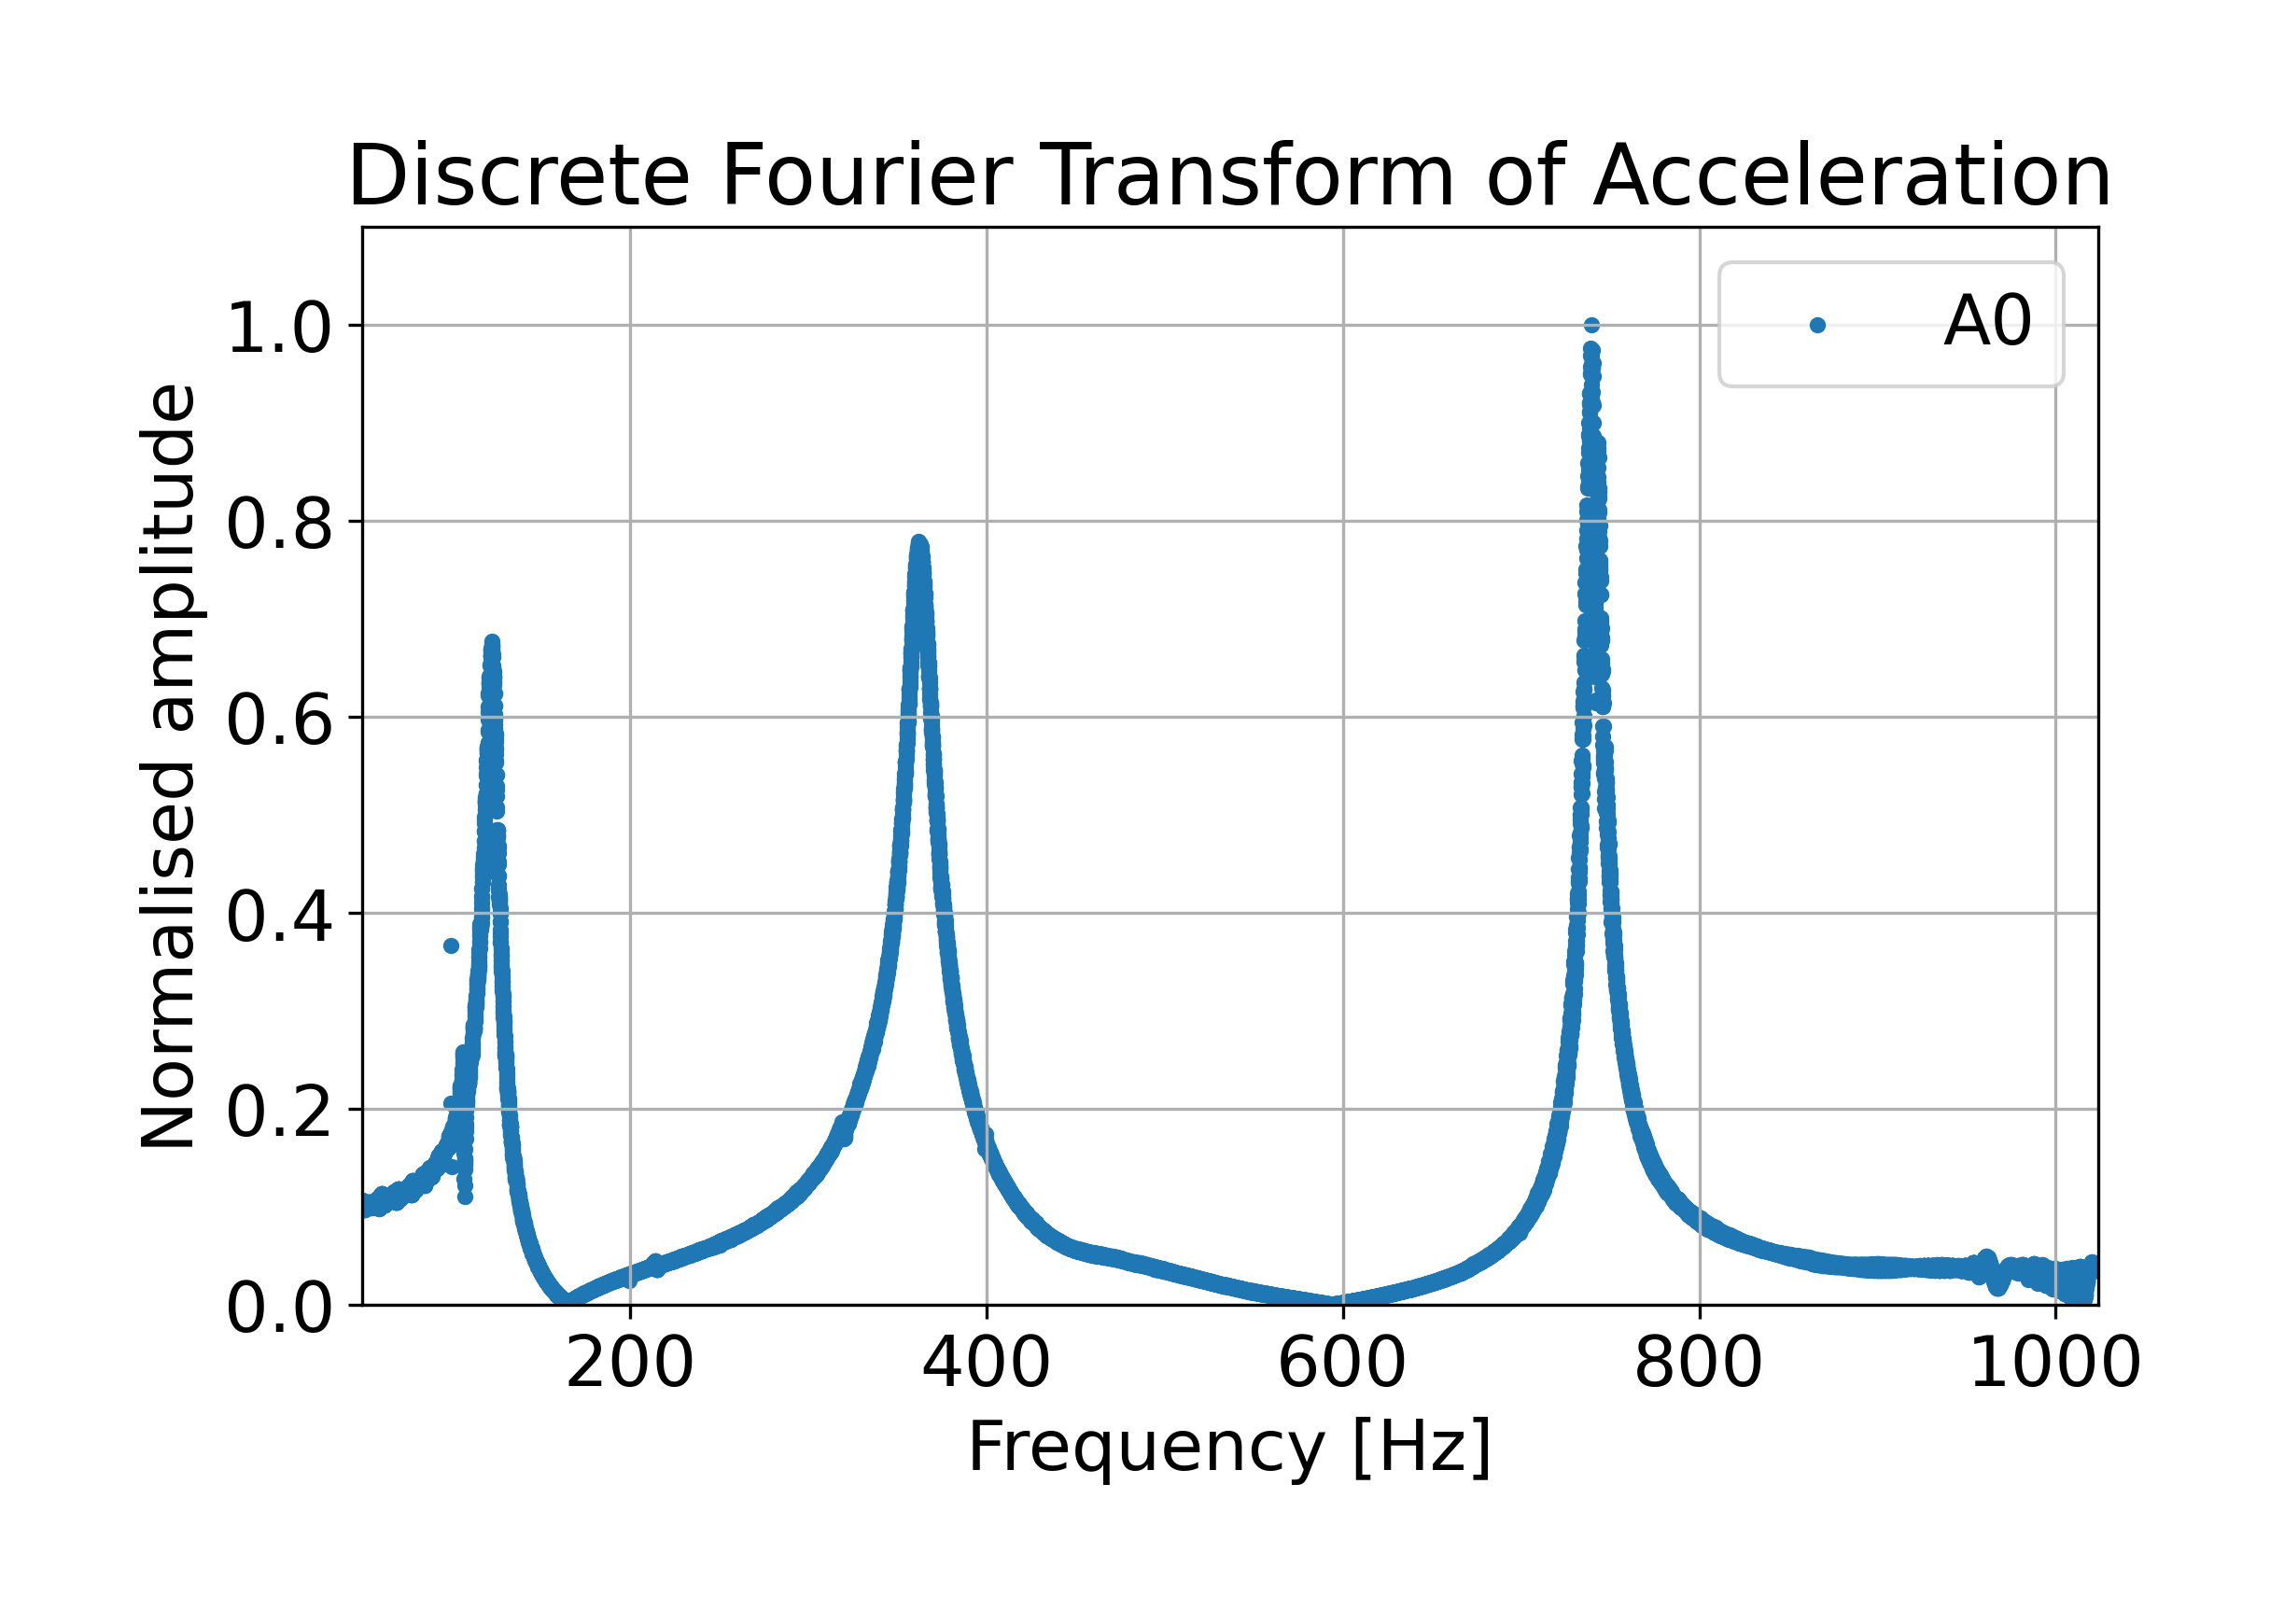 Discrete Fourier Transform of Acceleration
A0
Normalised amplitude
1.0
0.8
0.6
0.4
0.2
0.0
200 400 600 800 1000
Frequency [Hz]